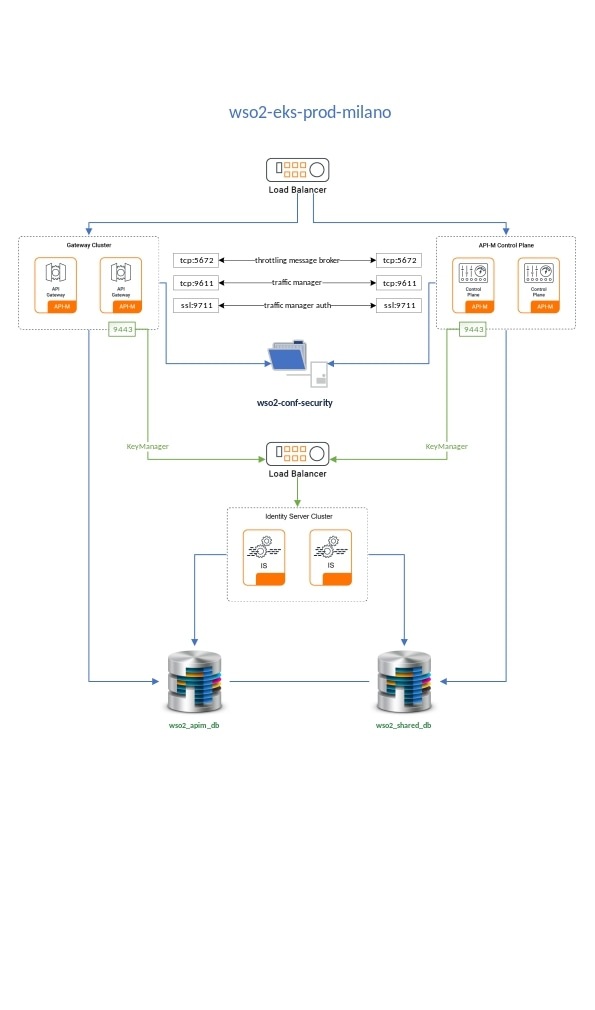 wso2-eks-prod-milano
Load Balancer
Gateway Cluster
API
Gateway
API-M
API
Gateway
API-M
tcp:5672 throttling message broker tcp:5672
tcp:9611 traffic manager tcp:9611
ssl:9711 traffic manager auth ssl:9711
API-M Control Plane
Control
Plane
API-M
Control
Plane
API-M
9443
9443
wso2-conf-security
KeyManager
KeyManager
Load Balancer
Identity Server Cluster
IS
IS
wso2_apim_db
wso2_shared_db